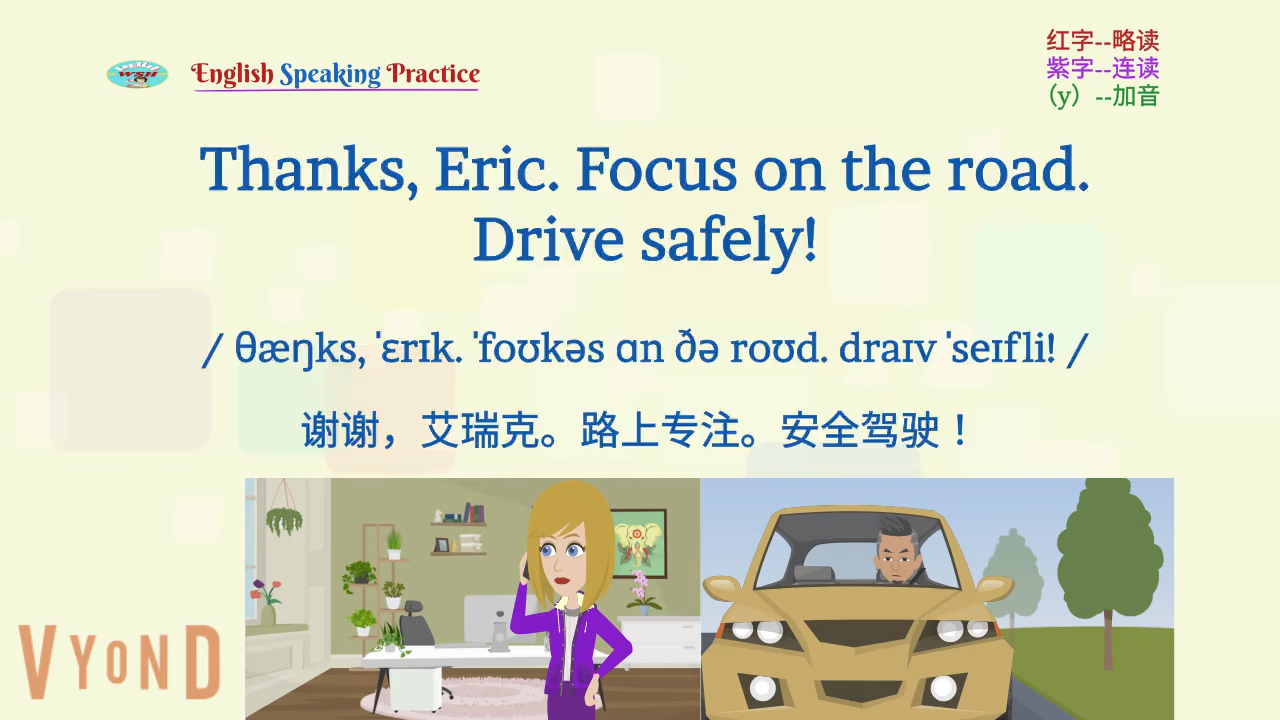 English Speaking Practice
红字--略读
紫字--连读
（y）--加音
Thanks, Eric. Focus on the road.
Drive safely!
/ θæŋks, ˈɛrɪk. ˈfoʊkəs ɑn ðə roʊd. draɪv ˈseɪfli! /
谢谢，艾瑞克。路上专注。安全驾驶！
VYOND